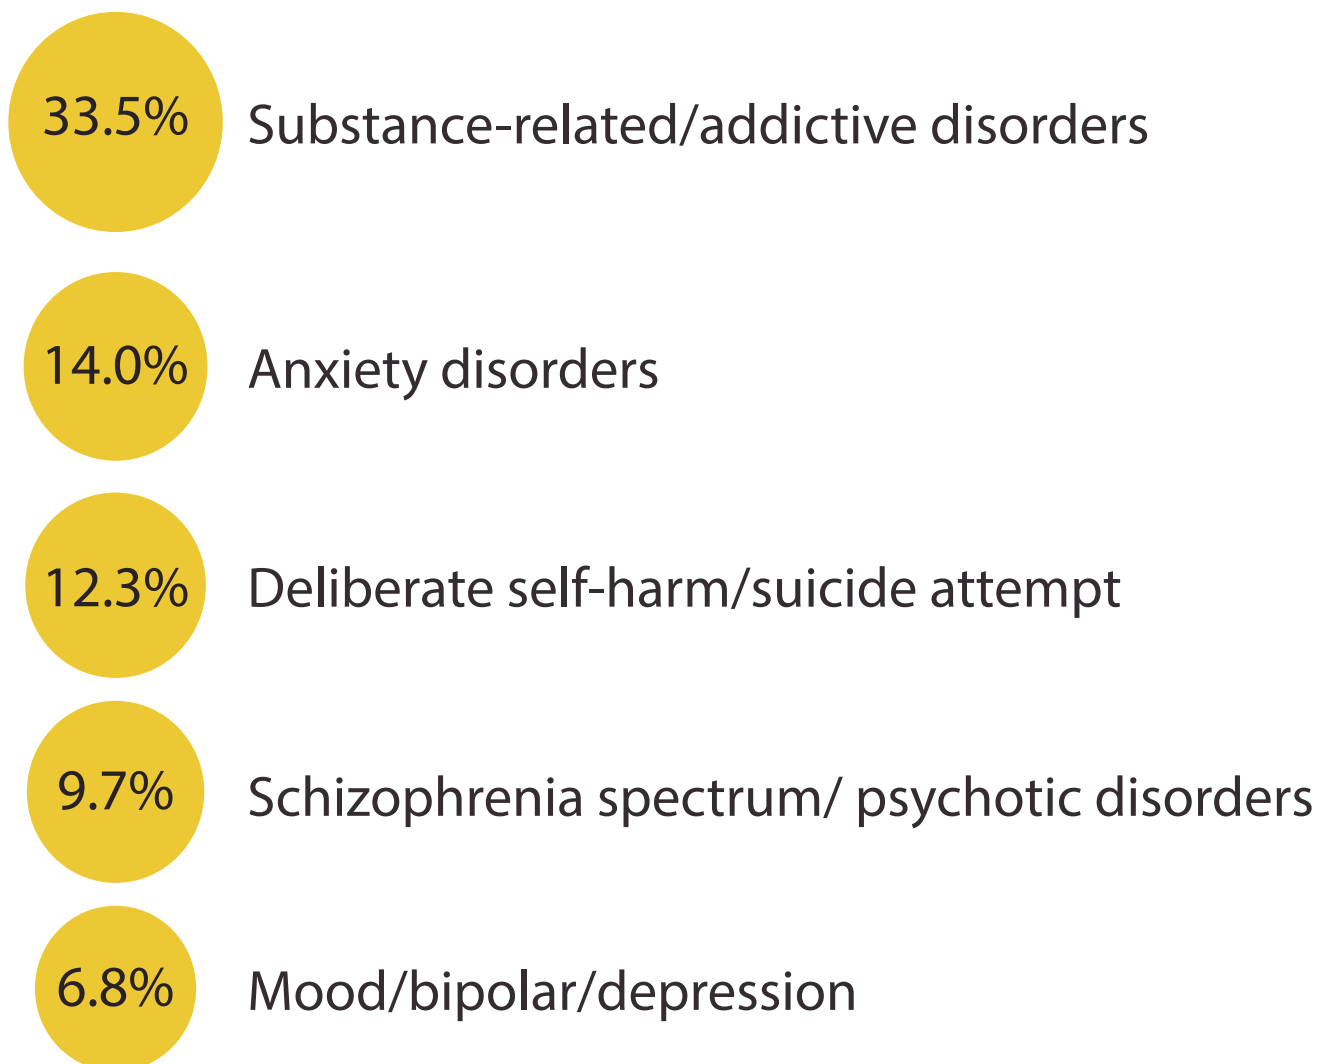 33.5% Substance-related/addictive disorders
14.0% Anxiety disorders
12.3% Deliberate self-harm/suicide attempt
9.7% Schizophrenia spectrum/ psychotic disorders
6.8% Mood/bipolar/depression